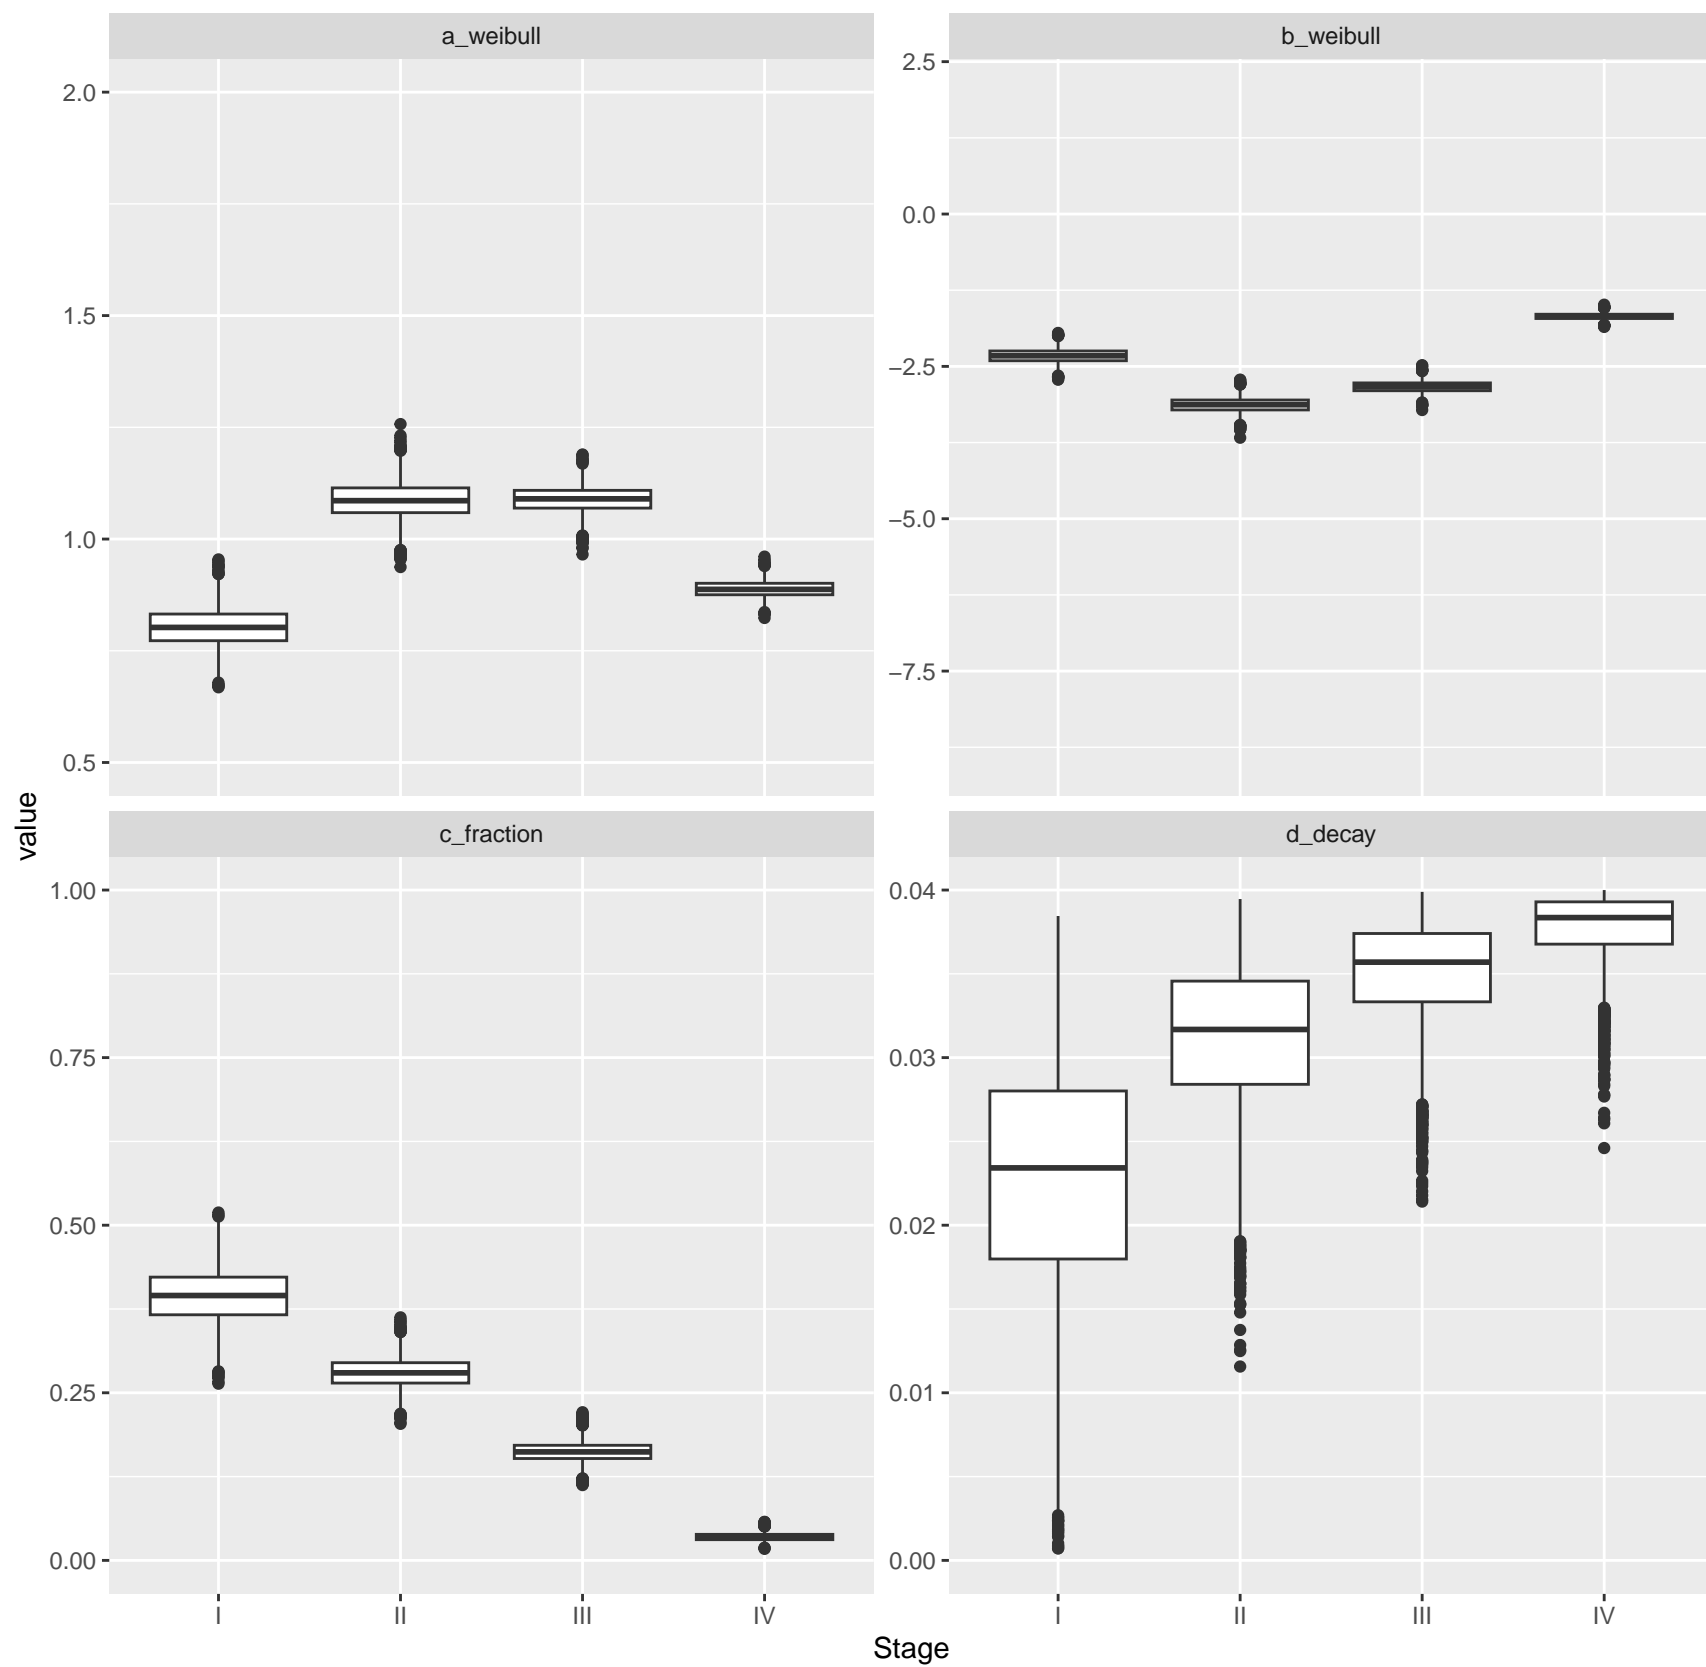 a_weibull
b_weibull
2.0
1.5
1.0
0.5
2.5
0.0
−2.5
−5.0
−7.5
value
c_fraction
d_decay
1.00
0.75
0.50
0.25
0.00
0.04
0.03
0.02
0.01
0.00
I II III IV
I II III IV
Stage